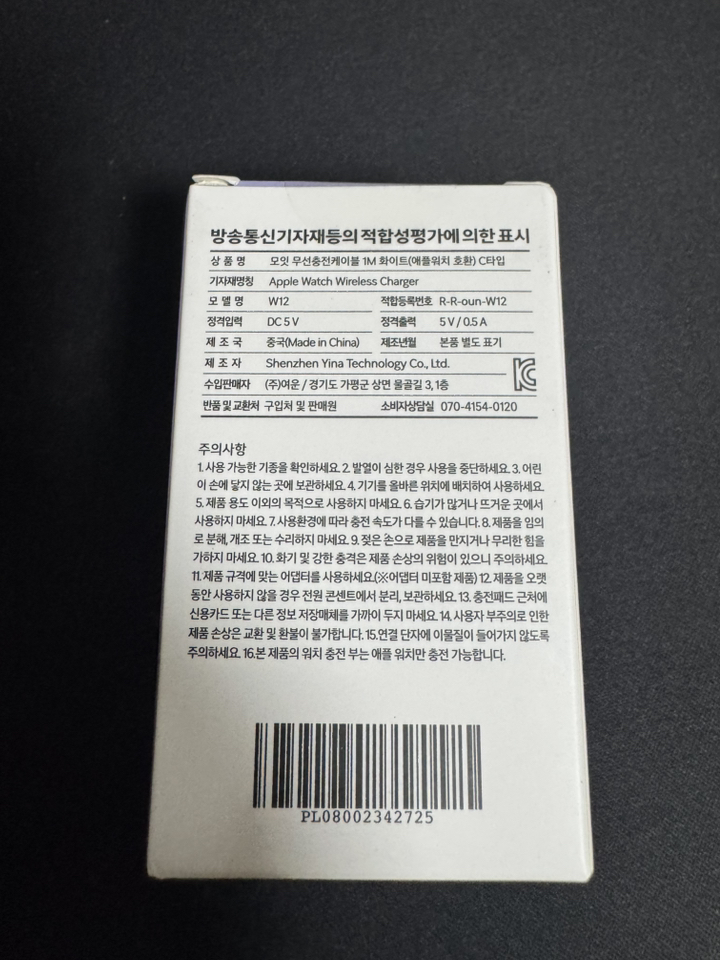 방송통신기자재등의 적합성평가에 의한 표시
상 품 명 모잇 무선충전케이블 1M 화이트(애플워치 호환) C타입
기자재명칭 Apple Watch Wireless Charger
모 델 명 W12 적합등록번호 R-R-oun-W12
정격입력 DC 5 V 정격출력 5 V / 0.5 A
제 조 국 중국(Made in China) 제조년월 본품 별도 표기
제 조 자 Shenzhen Yina Technology Co., Ltd.
수입판매자 (주)여운 / 경기도 가평군 상면 물골길 3, 1층
반품 및 교환처 구입처 및 판매원 소비자상담실 070-4154-0120
주의사항
1. 사용 가능한 기종을 확인하세요. 2. 발열이 심한 경우 사용을 중단하세요. 3. 어린
이 손에 닿지 않는 곳에 보관하세요. 4. 기기를 올바른 위치에 배치하여 사용하세요.
5. 제품 용도 이외의 목적으로 사용하지 마세요. 6. 습기가 많거나 뜨거운 곳에서
사용하지 마세요. 7. 사용환경에 따라 충전 속도가 다를 수 있습니다. 8. 제품을 임의
로 분해, 개조 또는 수리하지 마세요. 9. 젖은 손으로 제품을 만지거나 무리한 힘을
가하지 마세요. 10. 화기 및 강한 충격은 제품 손상의 위험이 있으니 주의하세요.
11. 제품 규격에 맞는 어댑터를 사용하세요.(※어댑터 미포함 제품) 12. 제품을 오랫
동안 사용하지 않을 경우 전원 콘센트에서 분리, 보관하세요. 13. 충전패드 근처에
신용카드 또는 다른 정보 저장매체를 가까이 두지 마세요. 14. 사용자 부주의로 인한
제품 손상은 교환 및 환불이 불가합니다. 15.연결 단자에 이물질이 들어가지 않도록
주의하세요. 16.본 제품의 워치 충전 부는 애플 워치만 충전 가능합니다.
PL08002342725